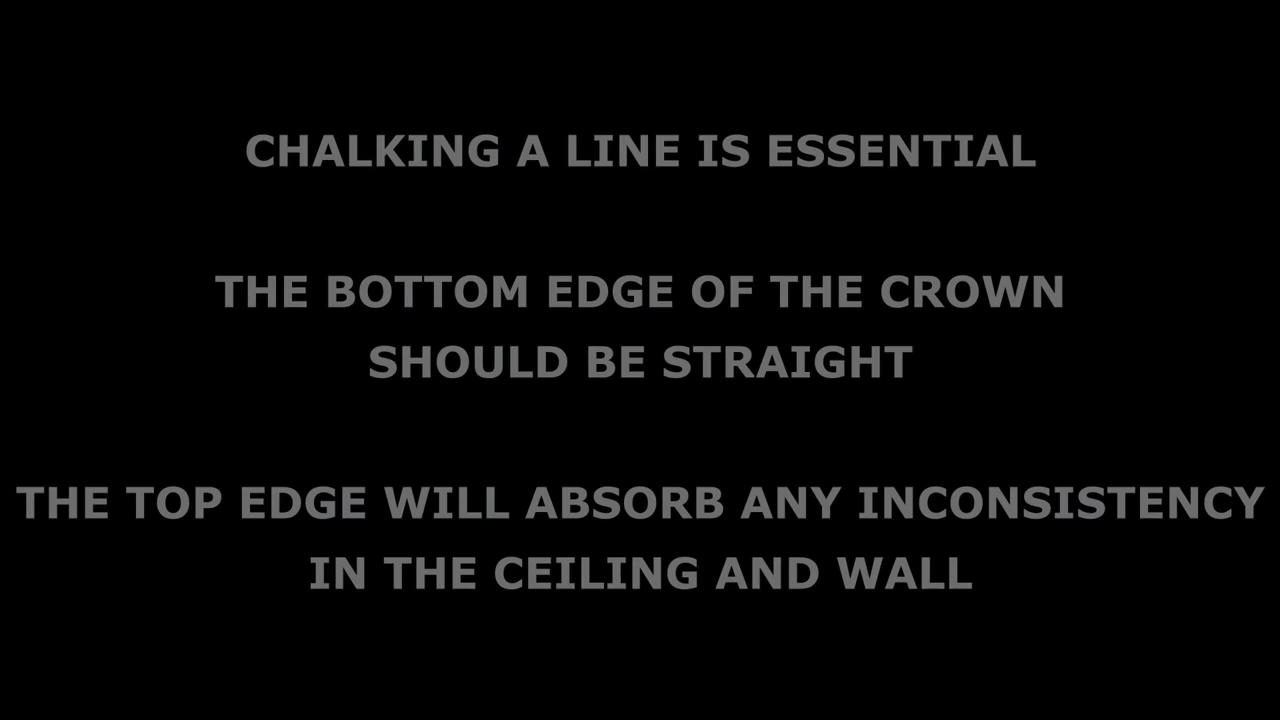 CHALKING A LINE IS ESSENTIAL
THE BOTTOM EDGE OF THE CROWN
SHOULD BE STRAIGHT
THE TOP EDGE WILL ABSORB ANY INCONSISTENCY
IN THE CEILING AND WALL